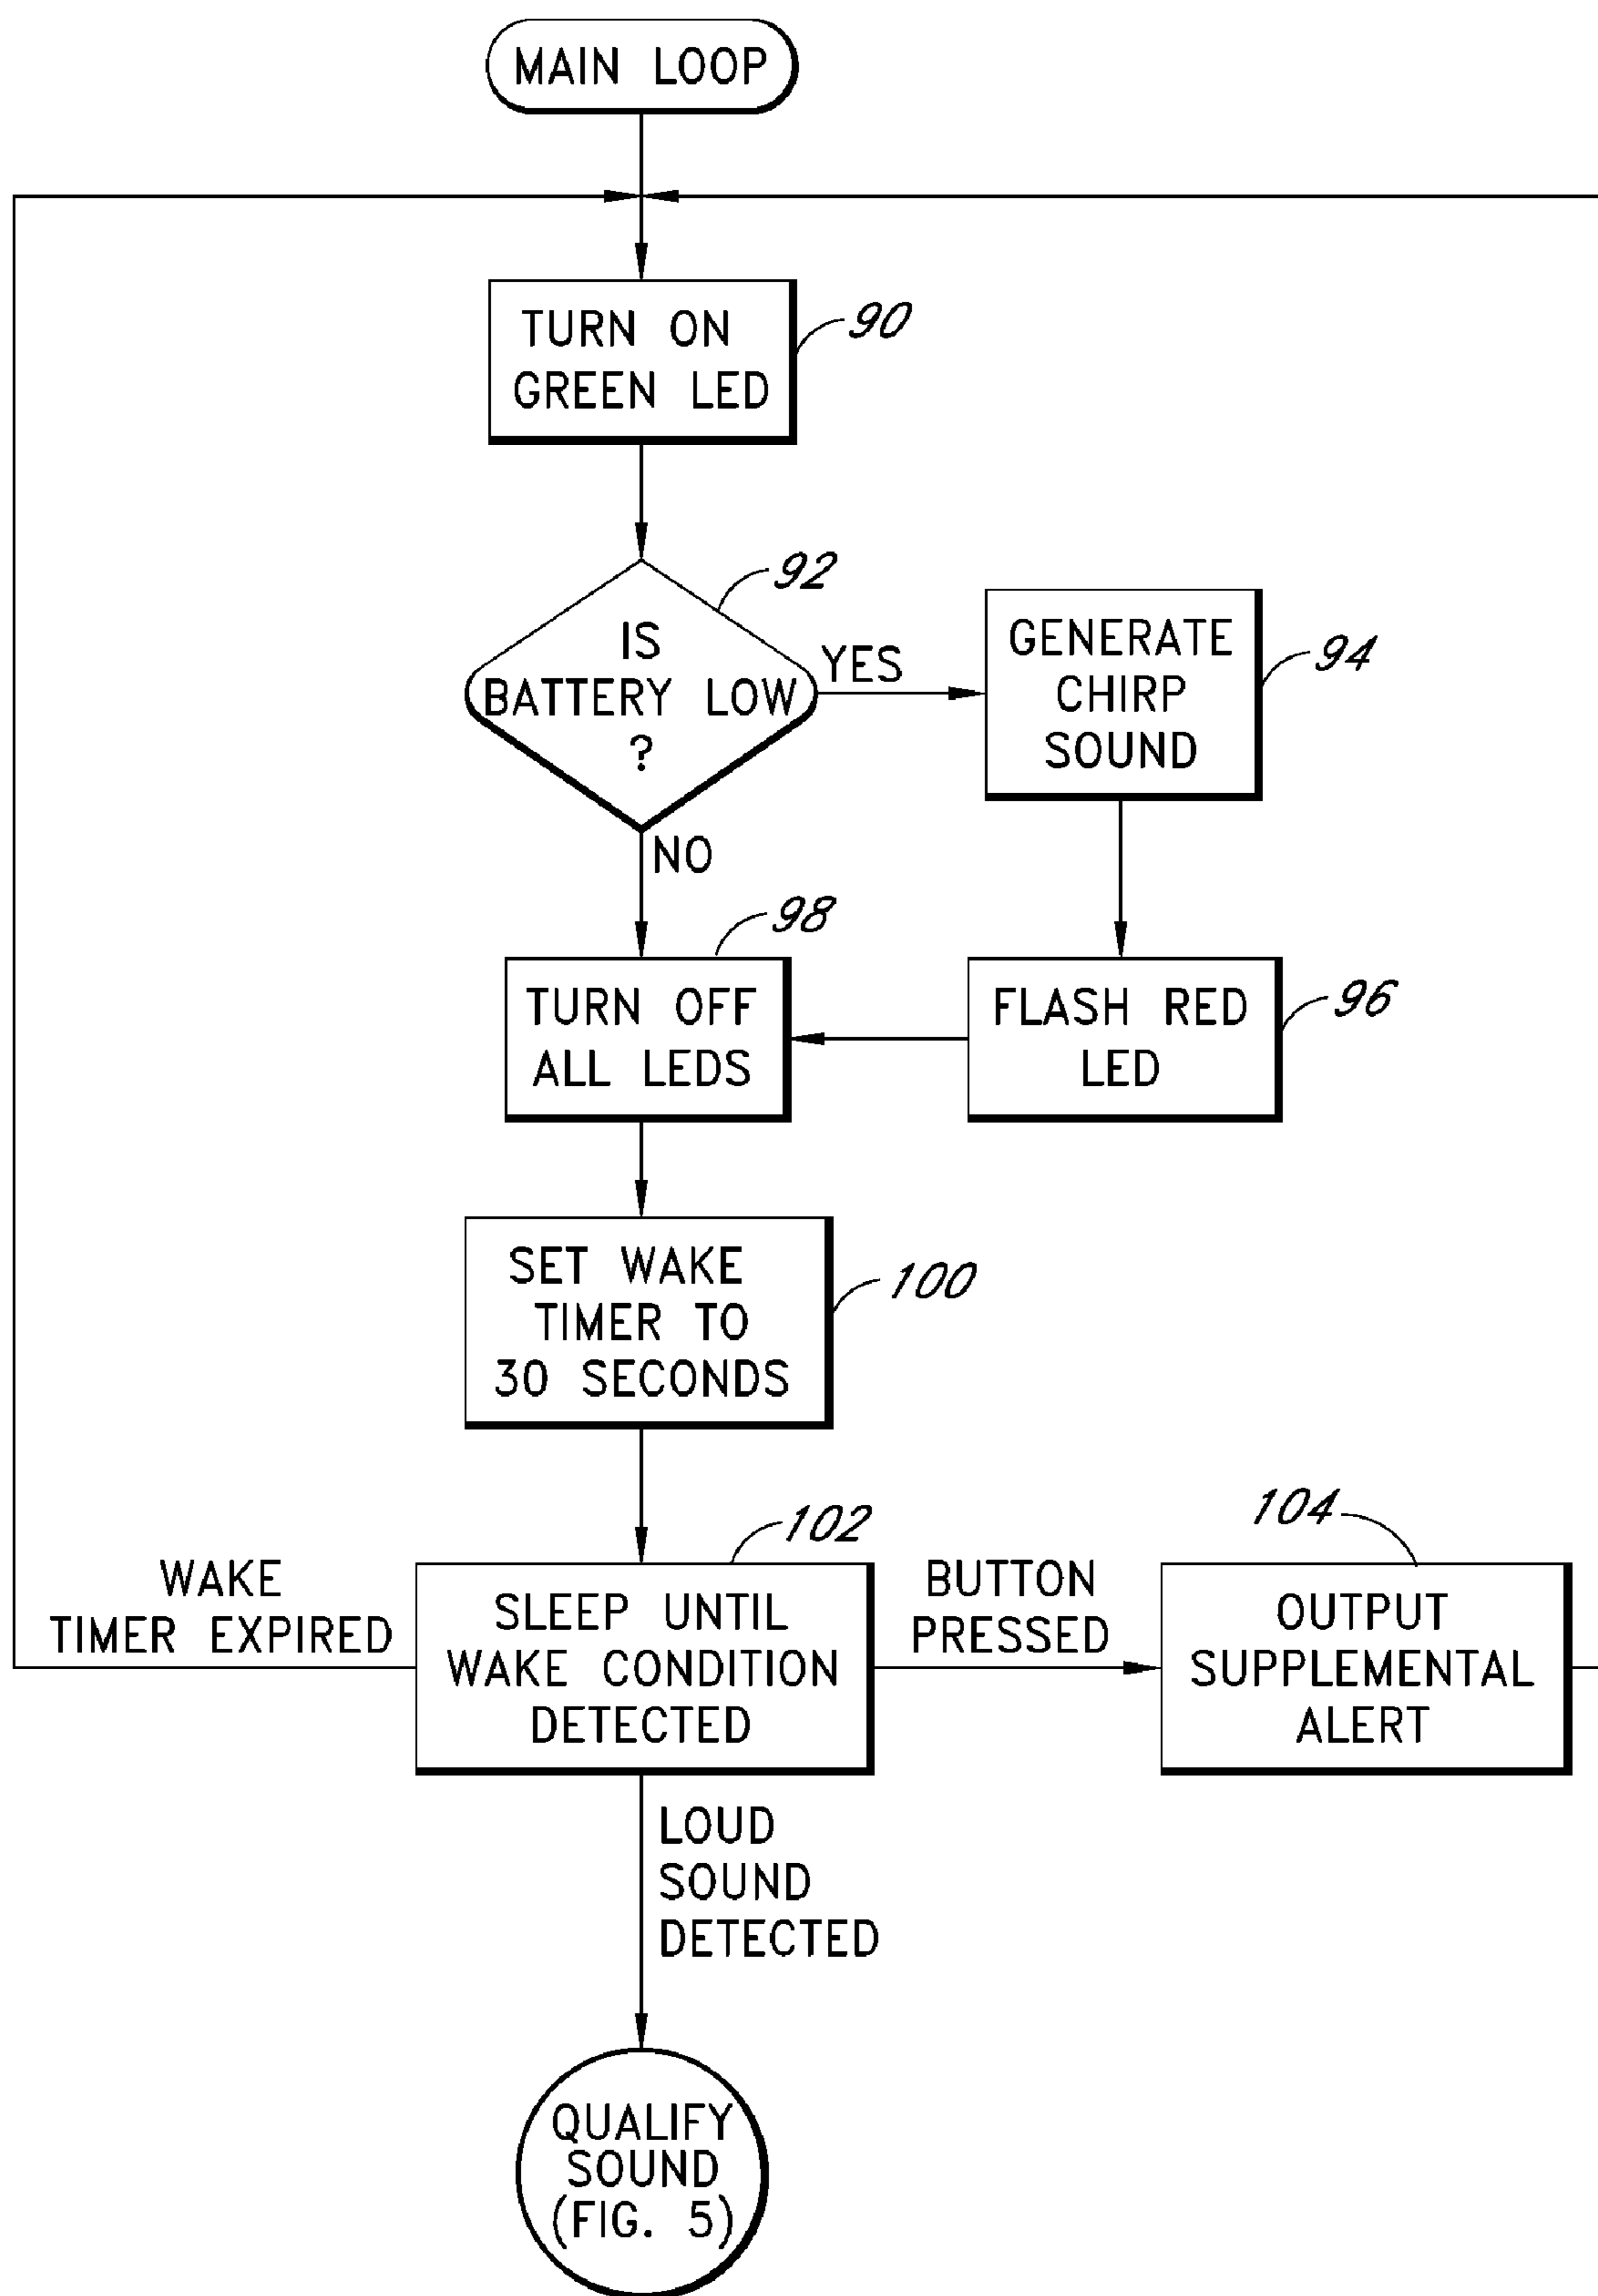 MAIN LOOP
TURN ON
GREEN LED
90
92
IS
BATTERY LOW
?
YES
GENERATE
CHIRP
SOUND
94
NO
98
TURN OFF
ALL LEDS
FLASH RED
LED
96
SET WAKE
TIMER TO
30 SECONDS
100
102
104
WAKE
TIMER EXPIRED
SLEEP UNTIL
WAKE CONDITION
DETECTED
BUTTON
PRESSED
OUTPUT
SUPPLEMENTAL
ALERT
LOUD
SOUND
DETECTED
QUALIFY
SOUND
(FIG. 5)